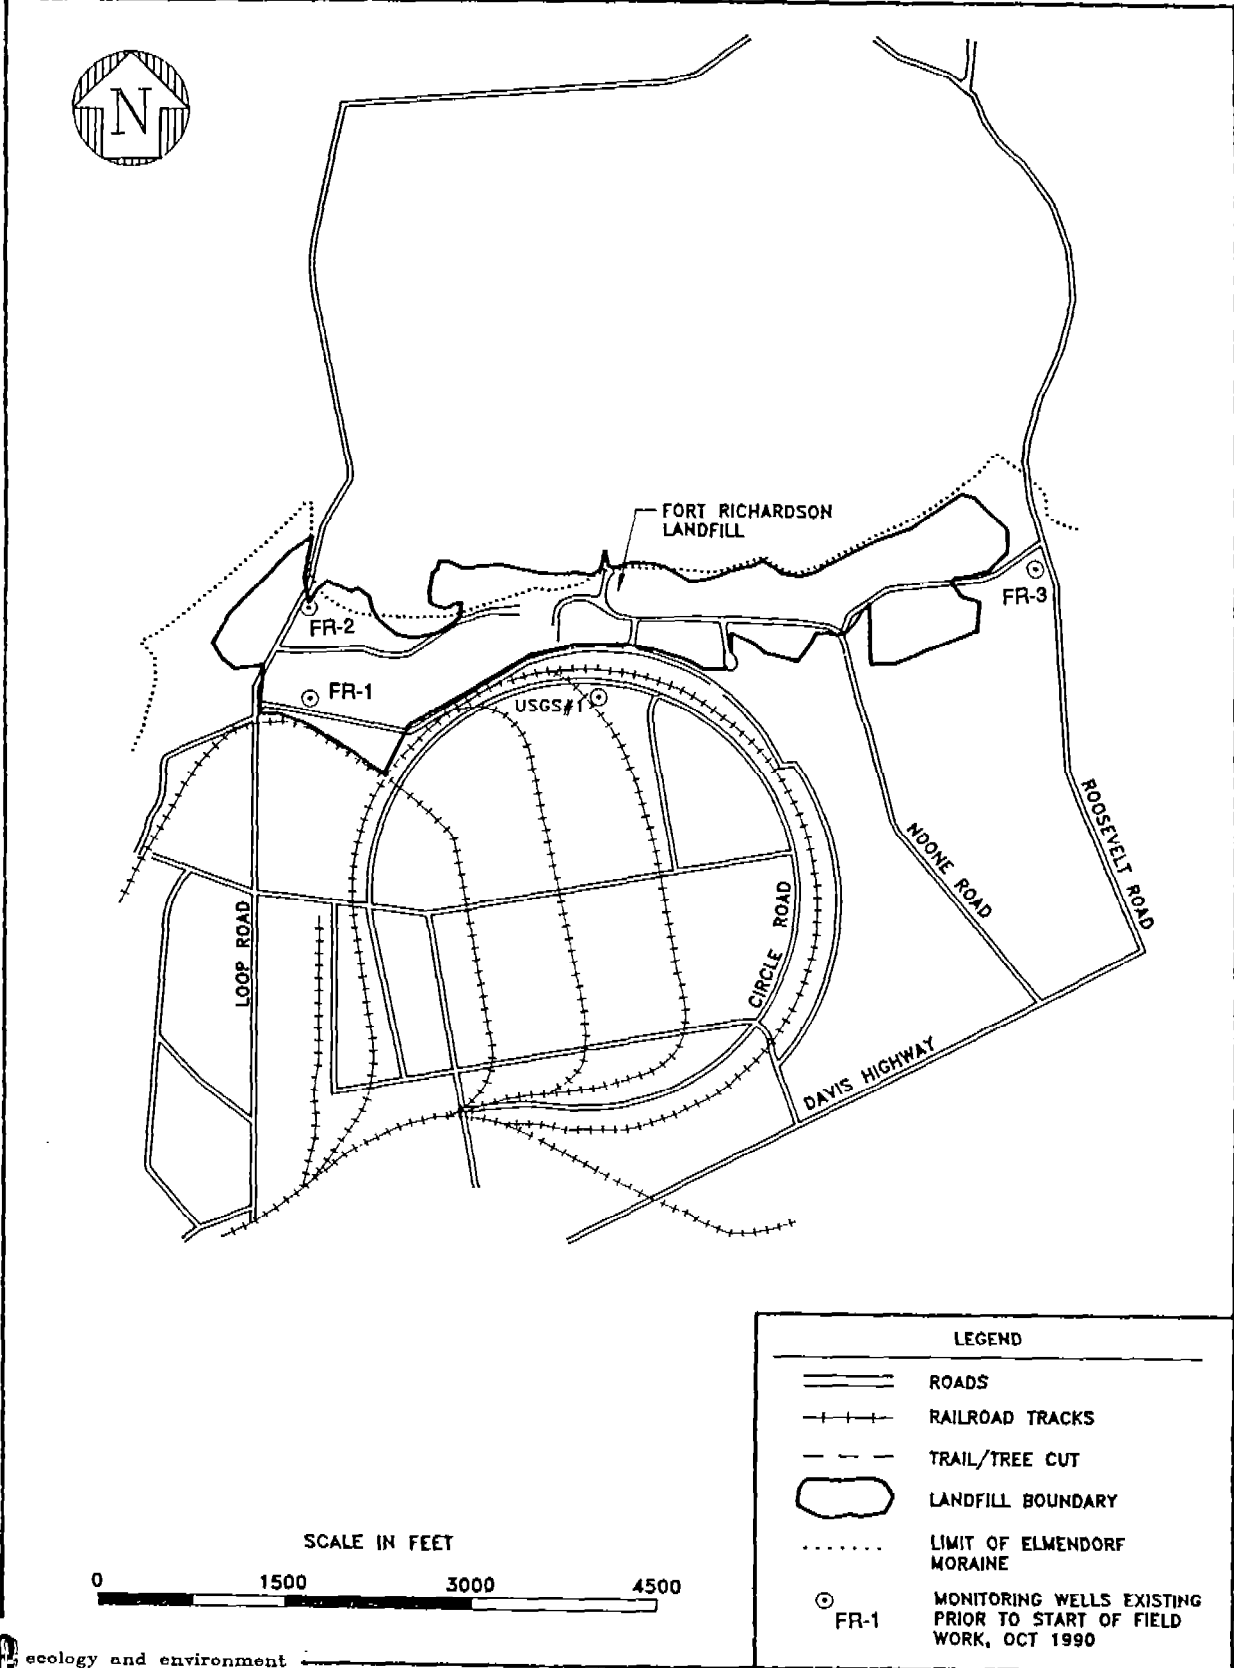 N
FORT RICHARDSON
LANDFILL
FR-3
FR-2
FR-1
USGS#1
ROOSEVELT ROAD
NDONE ROAD
CIRCLE ROAD
LOOP ROAD
DAVIS HIGHWAY
LEGEND
ROADS
RAILROAD TRACKS
TRAIL/TREE CUT
LANDFILL BOUNDARY
LIMIT OF ELMENDORF
MORAINE
FR-1
MONITORING WELLS EXISTING
PRIOR TO START OF FIELD
WORK, OCT 1990
SCALE IN FEET
0 1500 3000 4500
ecology and environment